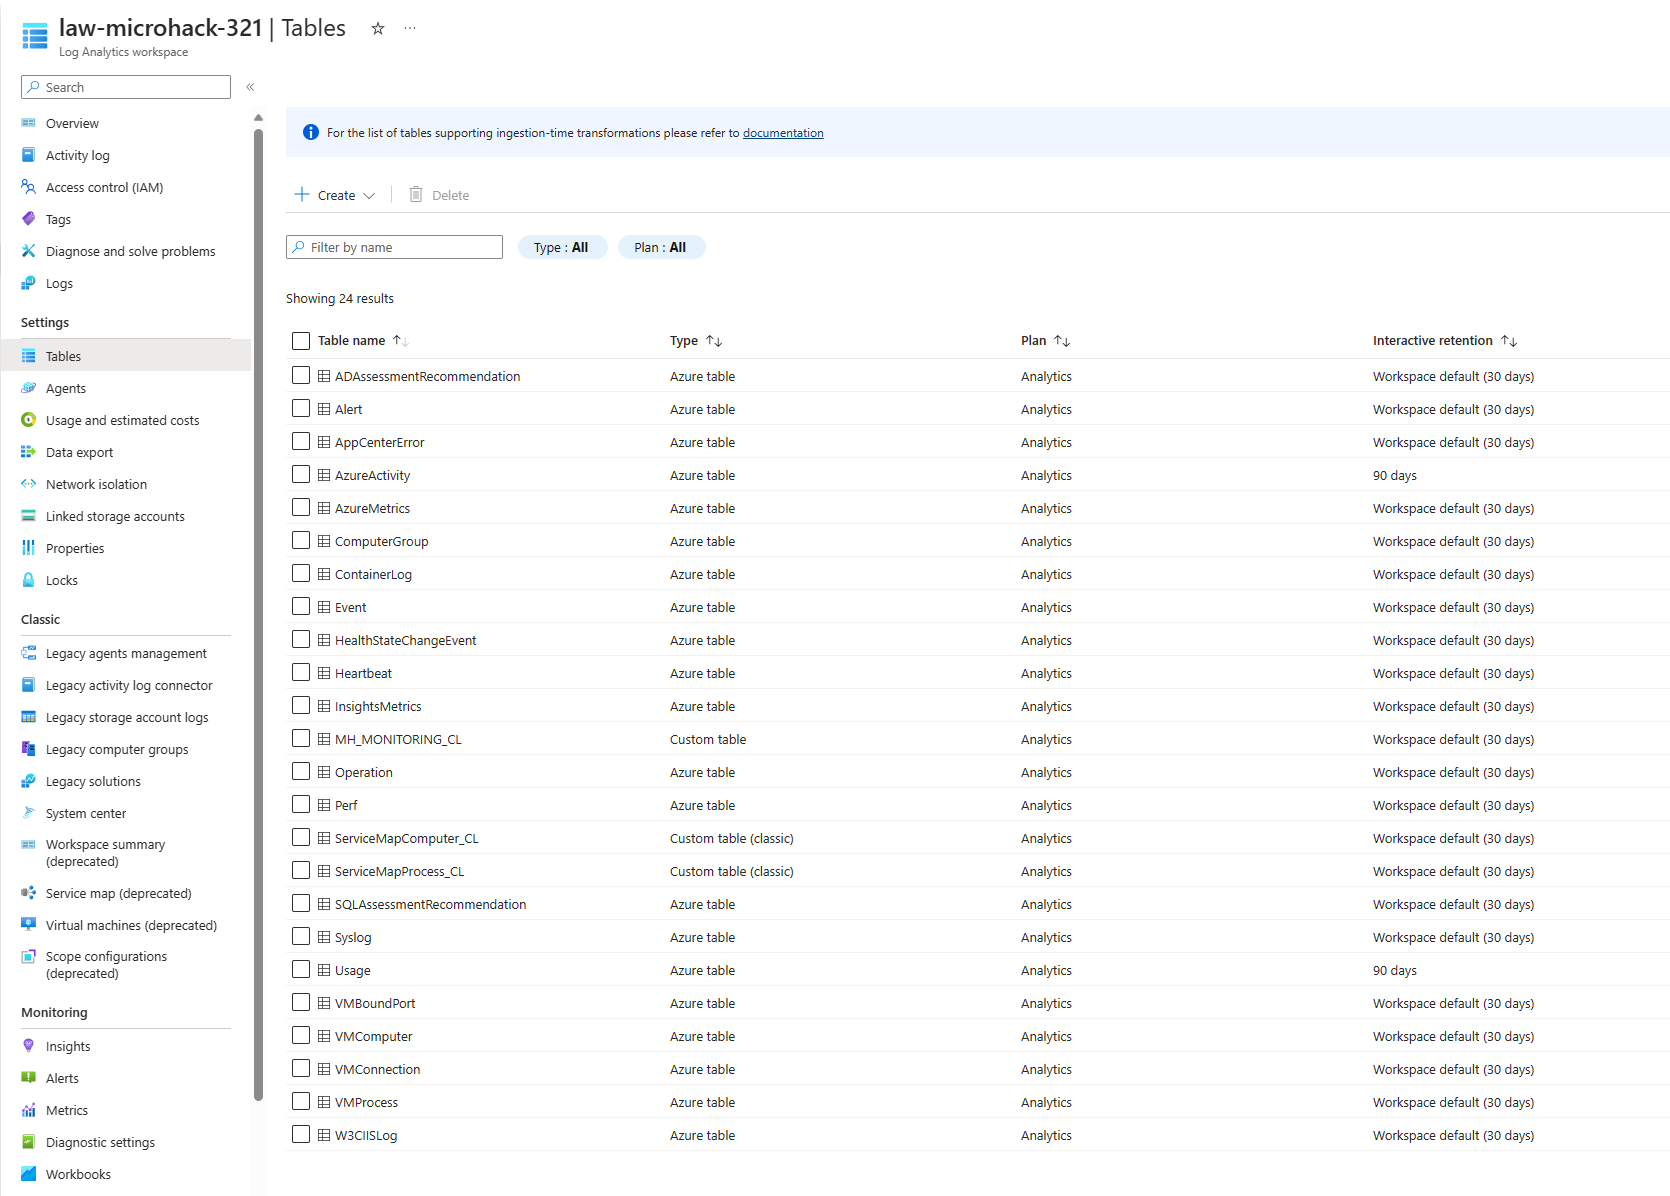 law-microhack-321 | Tables
Log Analytics workspace
Search
Overview
Activity log
Access control (IAM)
Tags
Diagnose and solve problems
Logs
Settings
Tables
Agents
Usage and estimated costs
Data export
Network isolation
Linked storage accounts
Properties
Locks
Classic
Legacy agents management
Legacy activity log connector
Legacy storage account logs
Legacy computer groups
Legacy solutions
System center
Workspace summary
(deprecated)
Service map (deprecated)
Virtual machines (deprecated)
Scope configurations
(deprecated)
Monitoring
Insights
Alerts
Metrics
Diagnostic settings
Workbooks
For the list of tables supporting ingestion-time transformations please refer to documentation
Create
Delete
Filter by name
Type : All
Plan : All
Showing 24 results
Table name Type Plan Interactive retention
ADAssessmentRecommendation Azure table Analytics Workspace default (30 days)
Alert Azure table Analytics Workspace default (30 days)
AppCenterError Azure table Analytics Workspace default (30 days)
AzureActivity Azure table Analytics 90 days
AzureMetrics Azure table Analytics Workspace default (30 days)
ComputerGroup Azure table Analytics Workspace default (30 days)
ContainerLog Azure table Analytics Workspace default (30 days)
Event Azure table Analytics Workspace default (30 days)
HealthStateChangeEvent Azure table Analytics Workspace default (30 days)
Heartbeat Azure table Analytics Workspace default (30 days)
InsightsMetrics Azure table Analytics Workspace default (30 days)
MH_MONITORING_CL Custom table Analytics Workspace default (30 days)
Operation Azure table Analytics Workspace default (30 days)
Perf Azure table Analytics Workspace default (30 days)
ServiceMapComputer_CL Custom table (classic) Analytics Workspace default (30 days)
ServiceMapProcess_CL Custom table (classic) Analytics Workspace default (30 days)
SQLAssessmentRecommendation Azure table Analytics Workspace default (30 days)
Syslog Azure table Analytics Workspace default (30 days)
Usage Azure table Analytics 90 days
VMBoundPort Azure table Analytics Workspace default (30 days)
VMComputer Azure table Analytics Workspace default (30 days)
VMConnection Azure table Analytics Workspace default (30 days)
VMProcess Azure table Analytics Workspace default (30 days)
W3CIISLog Azure table Analytics Workspace default (30 days)